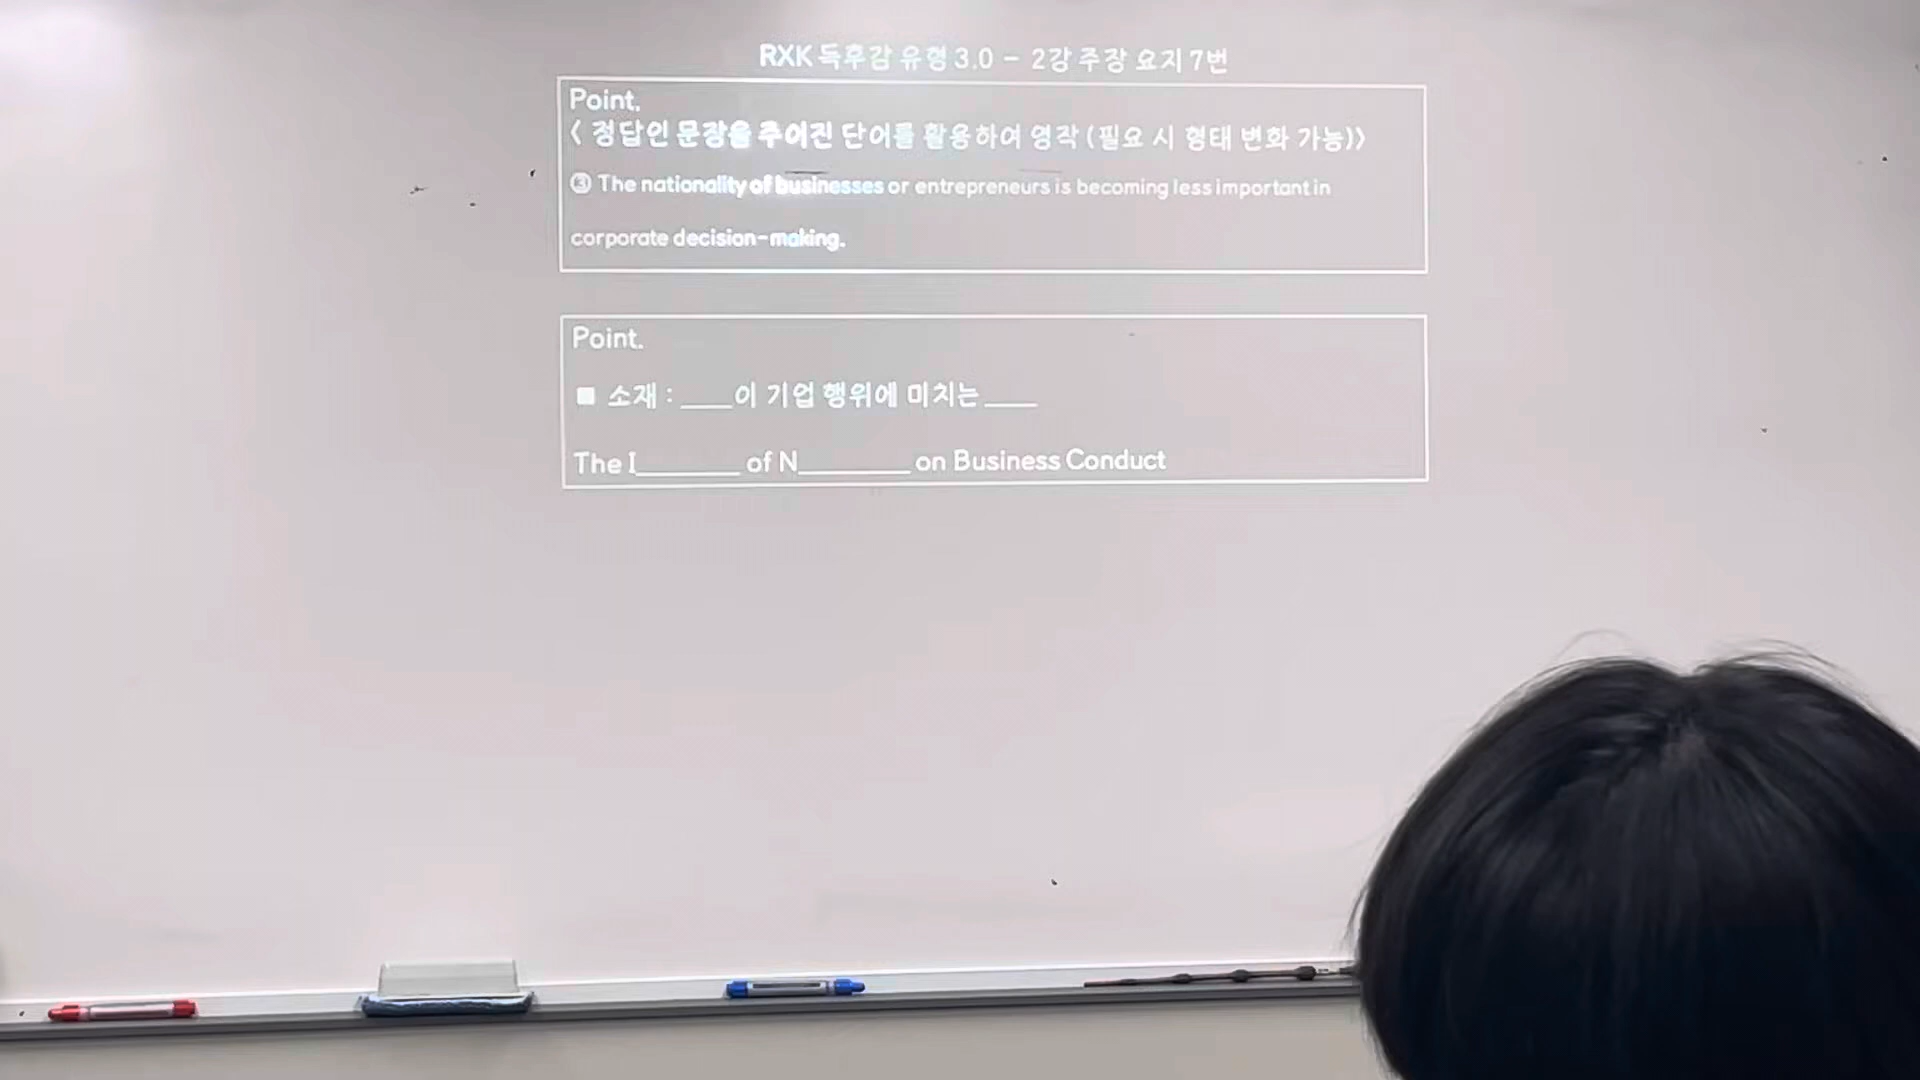 RXK 독후감 유형 3.0 - 2강 주장 요지 7번
Point.
< 정답인 문장을 주어진 단어를 활용하여 영작 (필요 시 형태 변화 가능)>
③ The nationality of businesses or entrepreneurs is becoming less important in
corporate decision-making.
Point.
■ 소재 : ____이 기업 행위에 미치는 ____
The I________ of N________ on Business Conduct